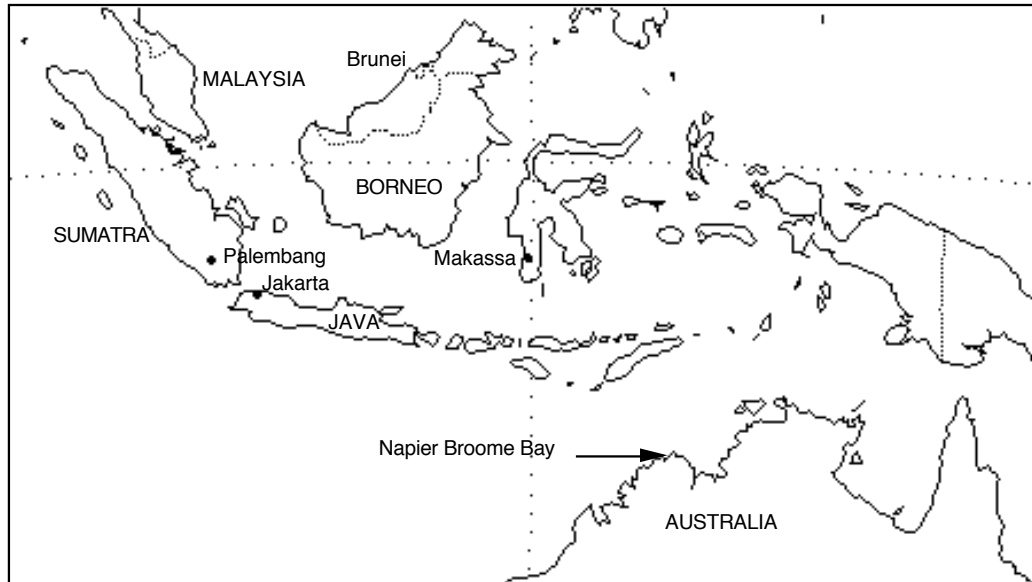 Brunei
MALAYSIA
BORNEO
SUMATRA
Palembang
Makassa
Jakarta
JAVA
Napier Broome Bay
AUSTRALIA